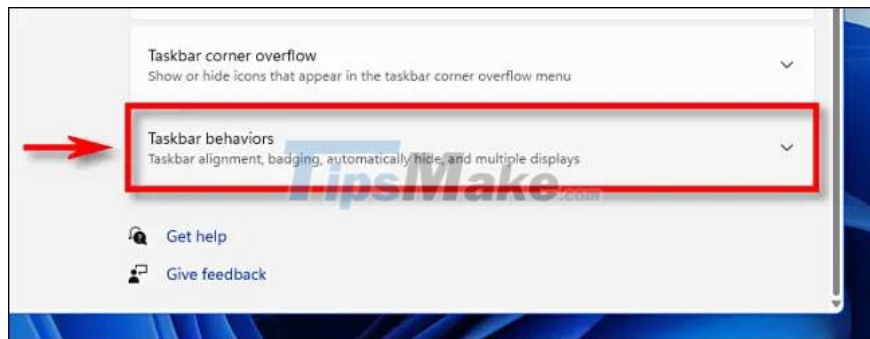 Taskbar corner overflow
Show or hide icons that appear in the taskbar corner overflow menu
Taskbar behaviors
Taskbar alignment, badging, automatically hide, and multiple displays
TipsMake.com
Get help
Give feedback